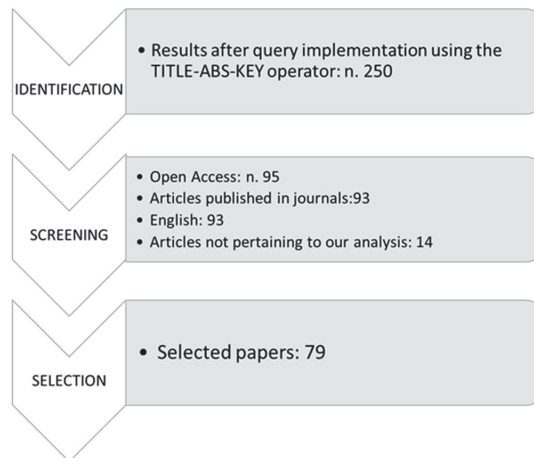 IDENTIFICATION
• Results after query implementation using the
TITLE-ABS-KEY operator: n. 250
SCREENING
• Open Access: n. 95
• Articles published in journals:93
• English: 93
• Articles not pertaining to our analysis: 14
SELECTION
• Selected papers: 79